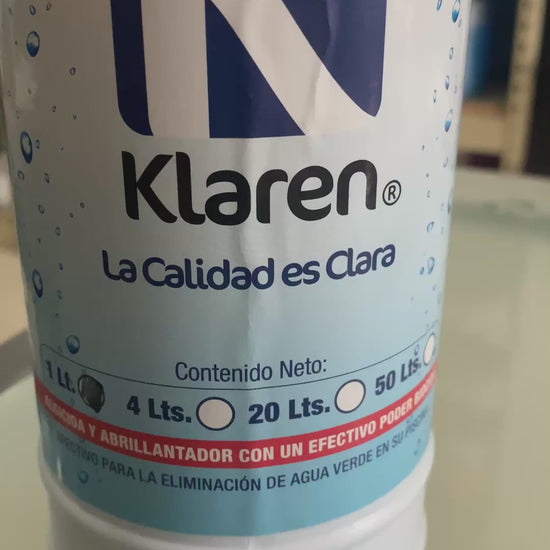 Klaren®
La Calidad es Clara
Contenido Neto:
1 Lt. 4 Lts. 20 Lts. 50 Lts.
ALGICIDA Y ABRILLANTADOR CON UN EFECTIVO PODER
EFECTIVO PARA LA ELIMINACIÓN DE AGUA VERDE EN SU